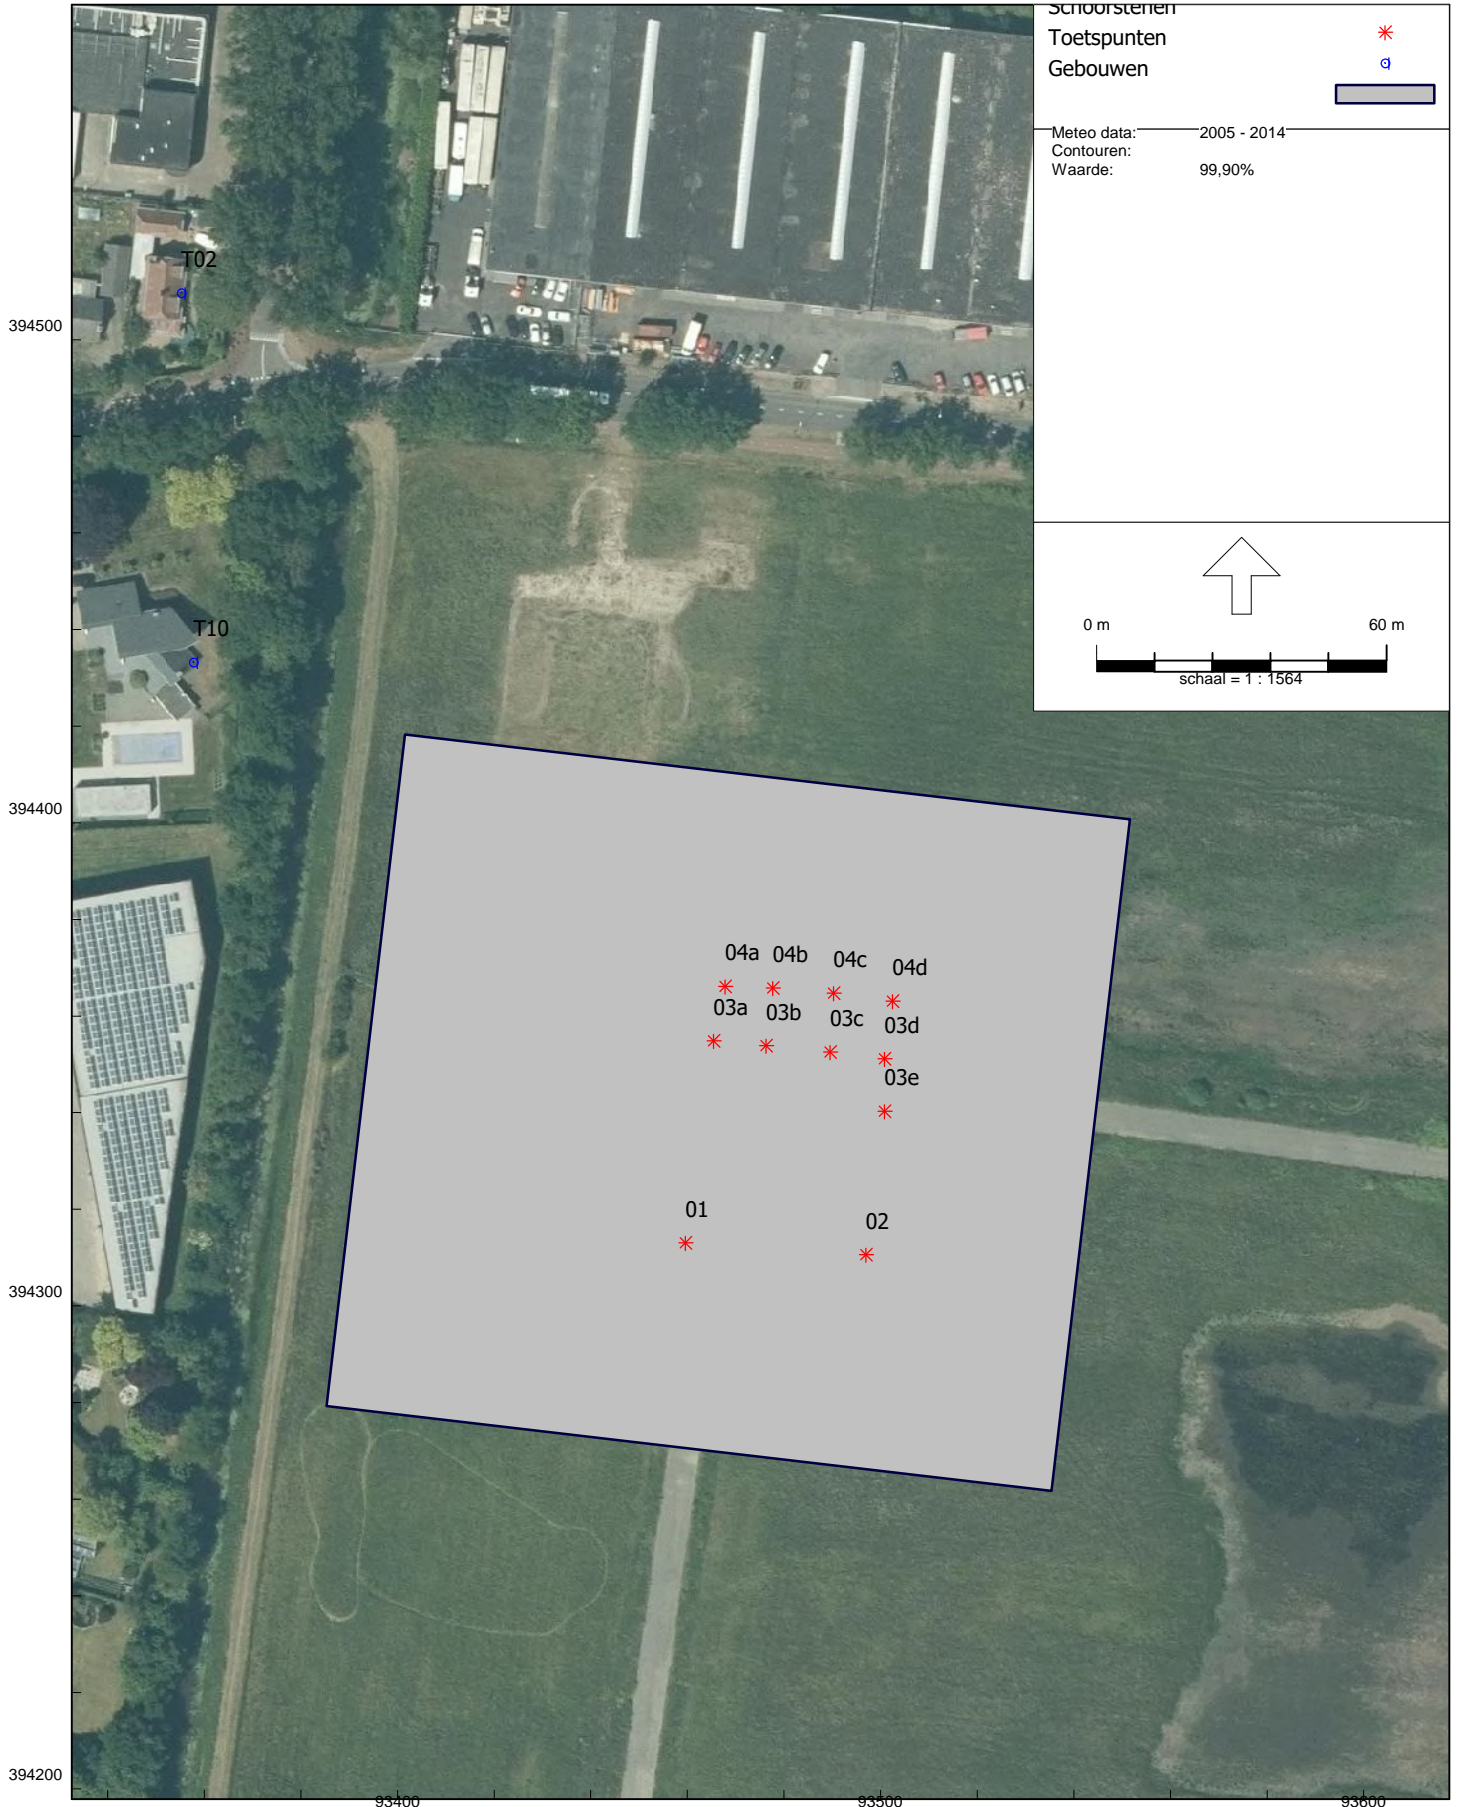 Schoorstenen
Toetspunten
Gebouwen
Meteo data: 2005 - 2014
Contouren:
Waarde: 99,90%
0 m 60 m
schaal = 1 : 1564
T02
394500
T10
394400
04a 04b 04c 04d
03a 03b 03c 03d
03e
01 02
394300
394200
93400 93500 93600